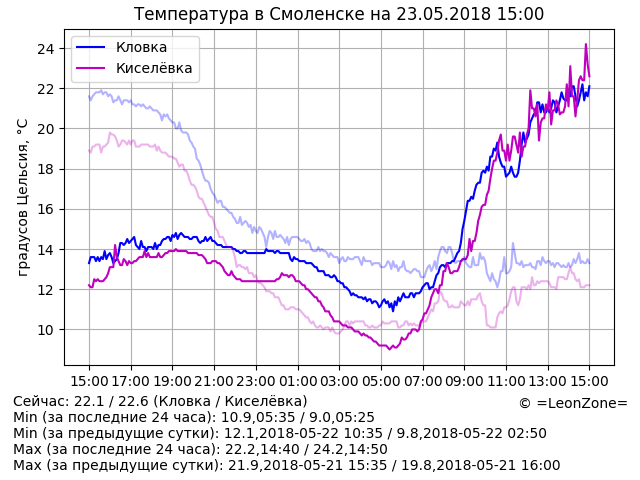 Температура в Смоленске на 23.05.2018 15:00
Кловка
Киселёвка
градусов Цельсия, °C
24
22
20
18
16
14
12
10
15:00 17:00 19:00 21:00 23:00 01:00 03:00 05:00 07:00 09:00 11:00 13:00 15:00
Сейчас: 22.1 / 22.6 (Кловка / Киселёвка)
© =LeonZone=
Min (за последние 24 часа): 10.9,05:35 / 9.0,05:25
Min (за предыдущие сутки): 12.1,2018-05-22 10:35 / 9.8,2018-05-22 02:50
Max (за последние 24 часа): 22.2,14:40 / 24.2,14:50
Max (за предыдущие сутки): 21.9,2018-05-21 15:35 / 19.8,2018-05-21 16:00